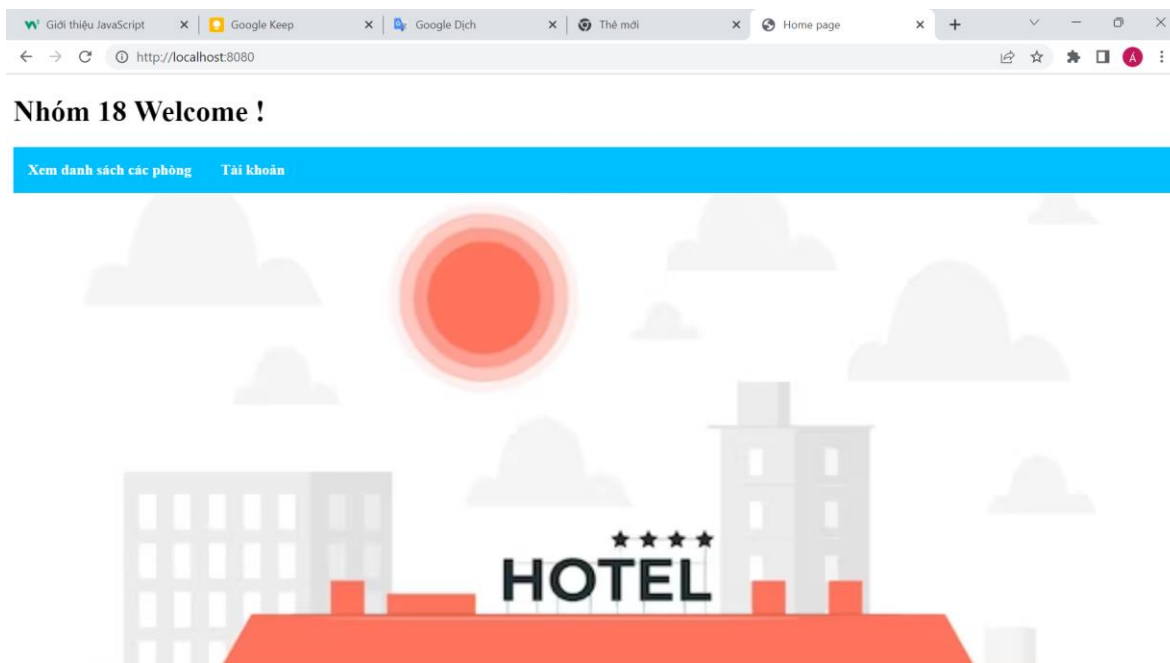 Giới thiệu JavaScript
Google Keep
Google Dịch
Thẻ mới
Home page
http://localhost:8080
Á
Nhóm 18 Welcome !
Xem danh sách các phòng Tài khoản
HOTEL